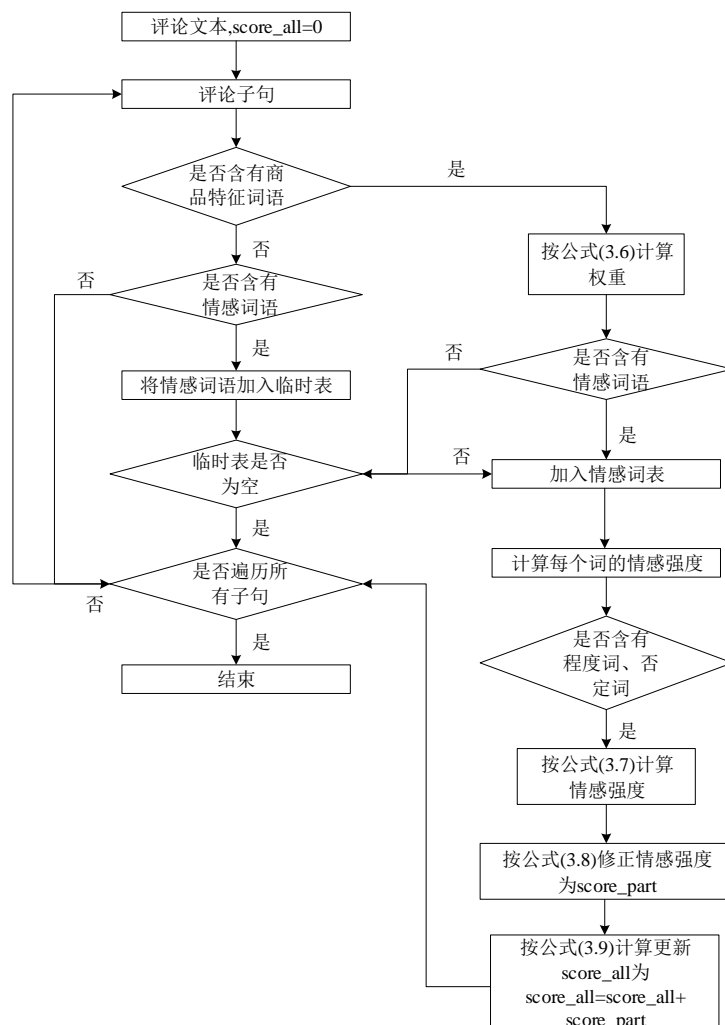 评论文本,score_all=0
评论子句
是否含有商
品特征词语
是
否
按公式(3.6)计算
权重
否
是否含有
情感词语
是
将情感词语加入临时表
否
是否含有
情感词语
是
临时表是否
为空
否
加入情感词表
是
计算每个词的情感强度
是否遍历所
有子句
否
是
结束
是否含有
程度词、否
定词
是
按公式(3.7)计算
情感强度
按公式(3.8)修正情感强度
为score_part
按公式(3.9)计算更新
score_all为
score_all=score_all+
score_part